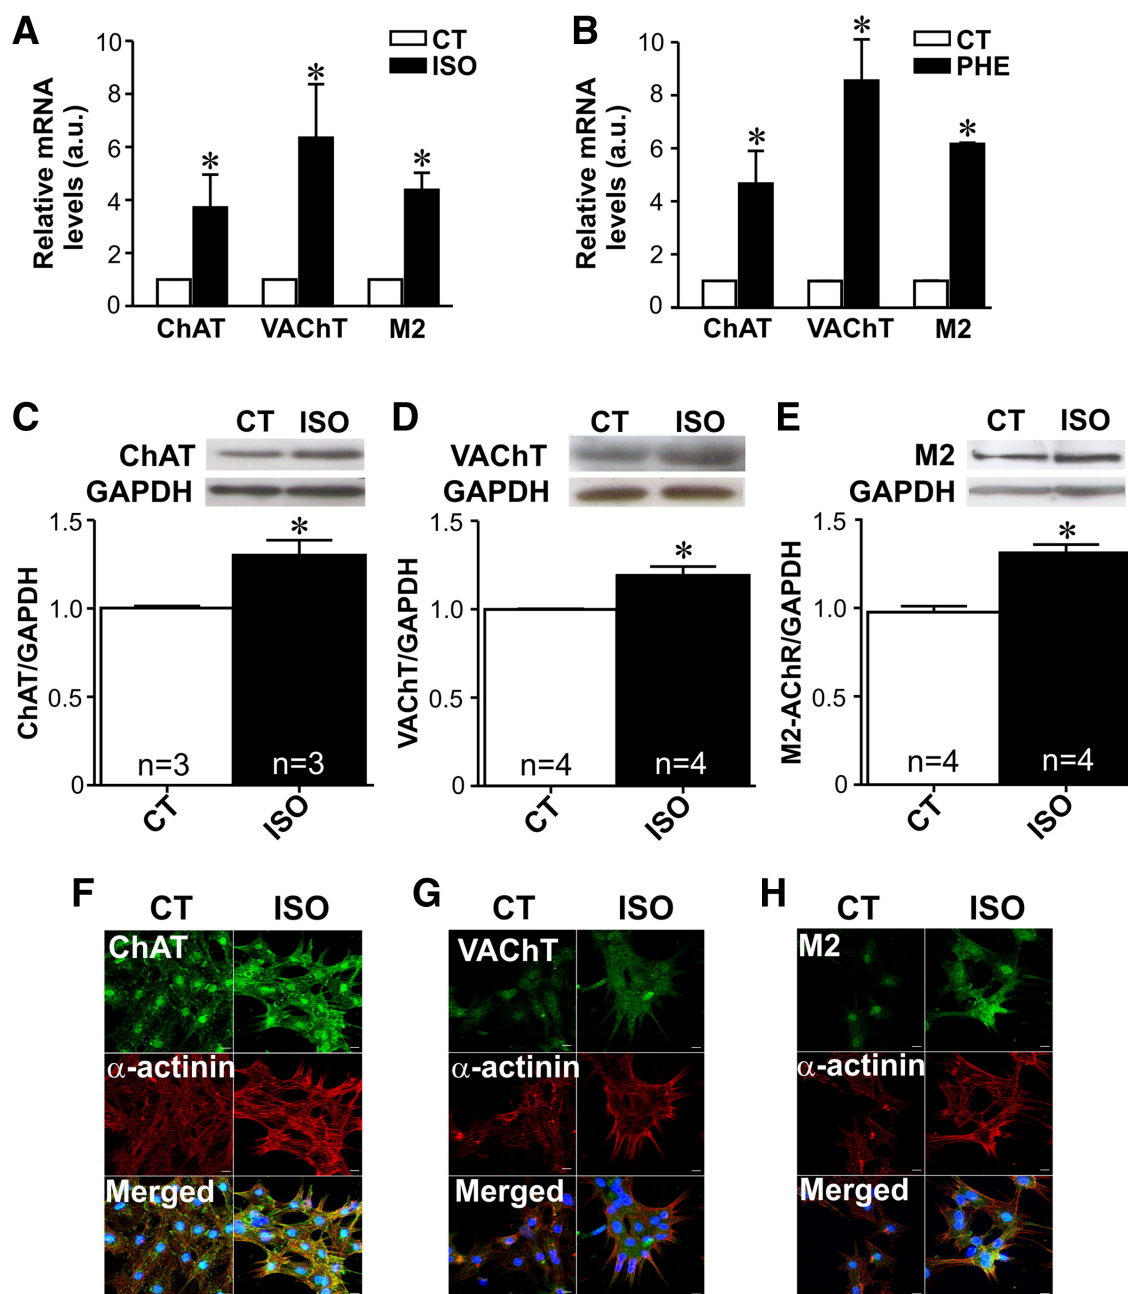 A
Relative mRNA
levels (a.u.)
10
8
6
4
2
0
CT
ISO
*
*
*
ChAT
VAChT
M2
B
Relative mRNA
levels (a.u.)
10
8
6
4
2
0
CT
PHE
*
*
*
ChAT
VAChT
M2
C
CT ISO
ChAT
GAPDH
ChAT/GAPDH
1.5
1.0
0.5
0
*
n=3
n=3
CT
ISO
D
CT ISO
VAChT
GAPDH
VAChT/GAPDH
1.5
1.0
0.5
0
*
n=4
n=4
CT
ISO
E
CT ISO
M2
GAPDH
M2-AChR/GAPDH
1.5
1.0
0.5
0
*
n=4
n=4
CT
ISO
F
CT ISO
ChAT
α-actinin
Merged
G
CT ISO
VAChT
α-actinin
Merged
H
CT ISO
M2
α-actinin
Merged